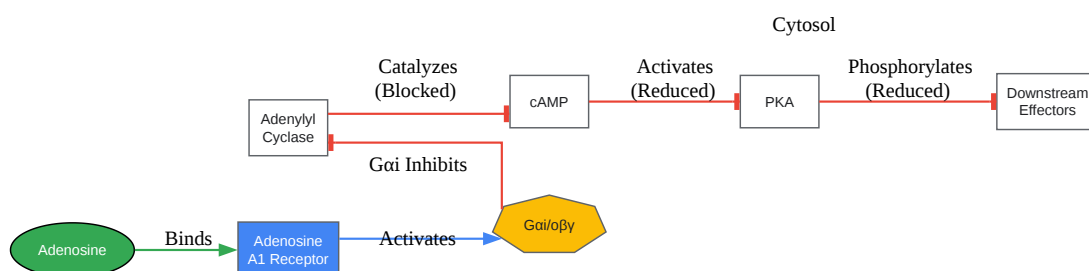 Cytosol
Catalyzes
(Blocked)
Activates
(Reduced)
Phosphorylates
(Reduced)
Adenylyl
Cyclase
cAMP
PKA
Downstream
Effectors
Gαi Inhibits
Adenosine
Binds
Adenosine
A1 Receptor
Activates
Gαi/oβγ